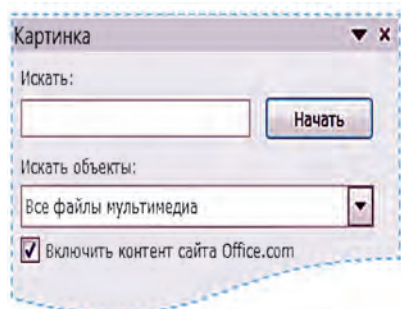 Картинка
Искать:
Начать
Искать объекты:
Все файлы мультимедиа
Включить контент сайта Office.com